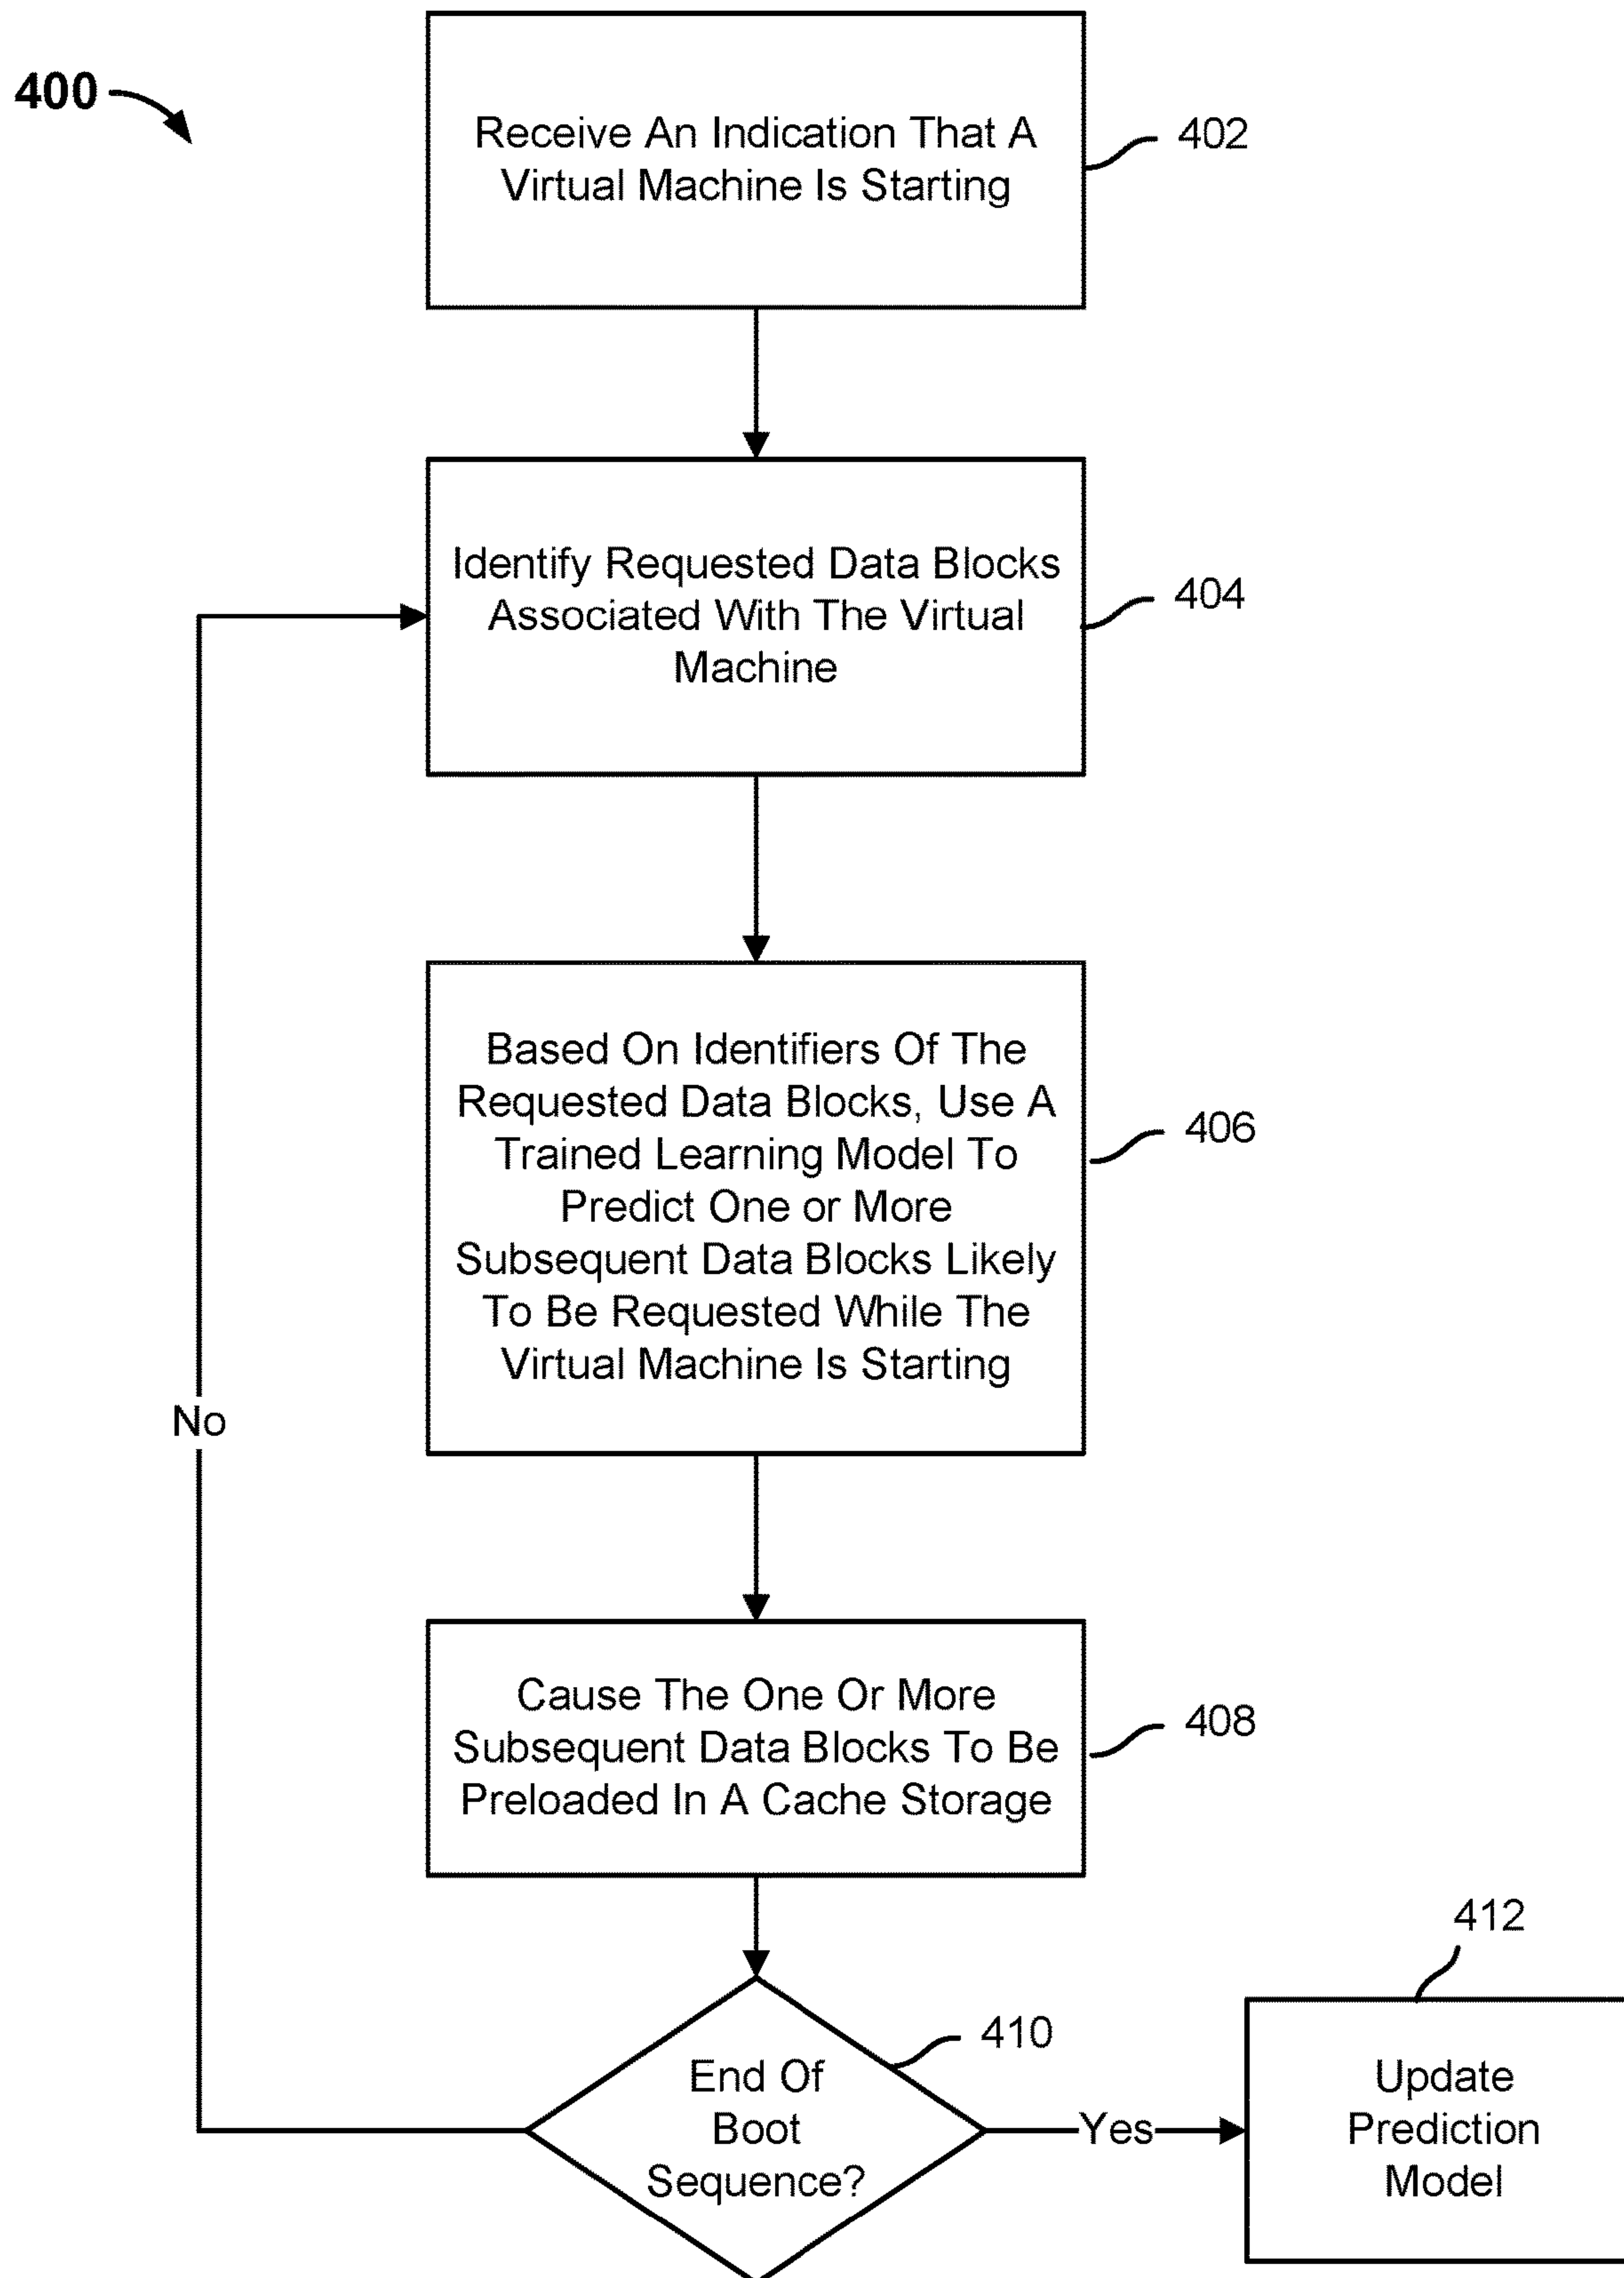 400
Receive An Indication That A
Virtual Machine Is Starting
402
Identify Requested Data Blocks
Associated With The Virtual
Machine
404
Based On Identifiers Of The
Requested Data Blocks, Use A
Trained Learning Model To
Predict One or More
Subsequent Data Blocks Likely
To Be Requested While The
Virtual Machine Is Starting
406
No
Cause The One Or More
Subsequent Data Blocks To Be
Preloaded In A Cache Storage
408
End Of
Boot
Sequence?
410
Yes
412
Update
Prediction
Model